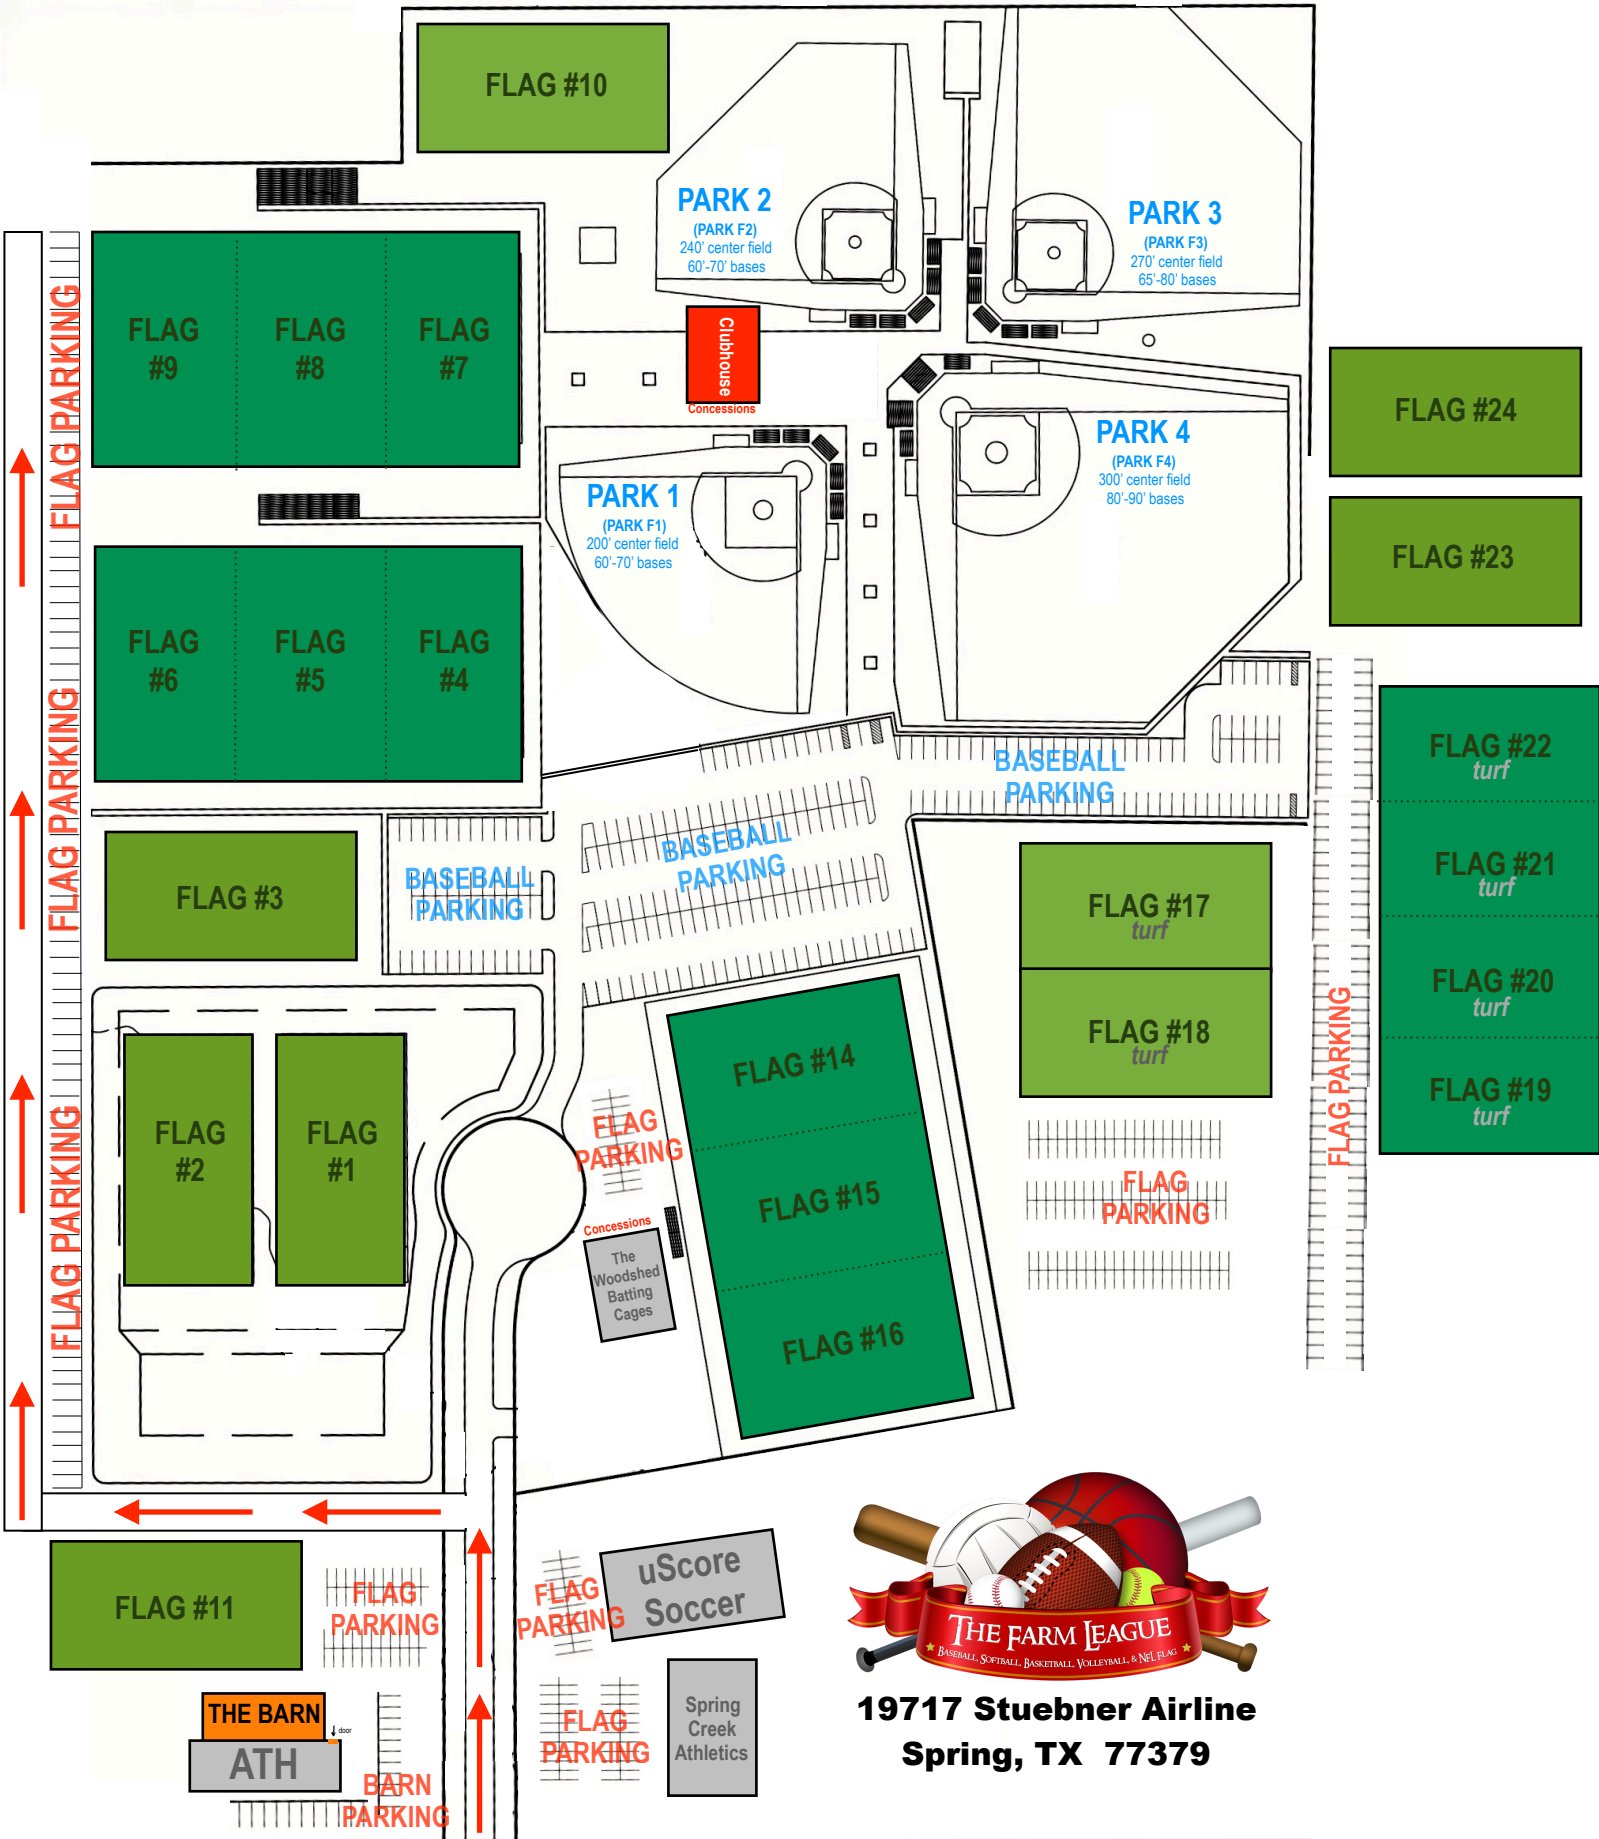 FLAG #10
PARK 2
(PARK F2)
240' center field
60'-70' bases
PARK 3
(PARK F3)
270' center field
65'-80' bases
FLAG PARKING
FLAG
#9
FLAG
#8
FLAG
#7
Clubhouse
Concessions
FLAG #24
PARK 4
(PARK F4)
300' center field
80'-90' bases
PARK 1
(PARK F1)
200' center field
60'-70' bases
FLAG #23
FLAG
#6
FLAG
#5
FLAG
#4
FLAG PARKING
BASEBALL
PARKING
FLAG #22
turf
BASEBALL
PARKING
FLAG #21
turf
FLAG #3
BASEBALL
PARKING
FLAG #17
turf
FLAG #20
turf
FLAG #18
turf
FLAG PARKING
FLAG #19
turf
FLAG #14
FLAG
PARKING
FLAG
#2
FLAG
#1
FLAG PARKING
FLAG #15
FLAG
PARKING
Concessions
The
Woodshed
Batting
Cages
FLAG #16
FLAG #11
FLAG
PARKING
FLAG
PARKING
uScore
Soccer
THE FARM LEAGUE
BASEBALL, SOFTBALL, BASKETBALL, VOLLEYBALL, & NFL FLAG
19717 Stuebner Airline
Spring, TX 77379
THE BARN
door
ATH
BARN
PARKING
FLAG
PARKING
Spring
Creek
Athletics